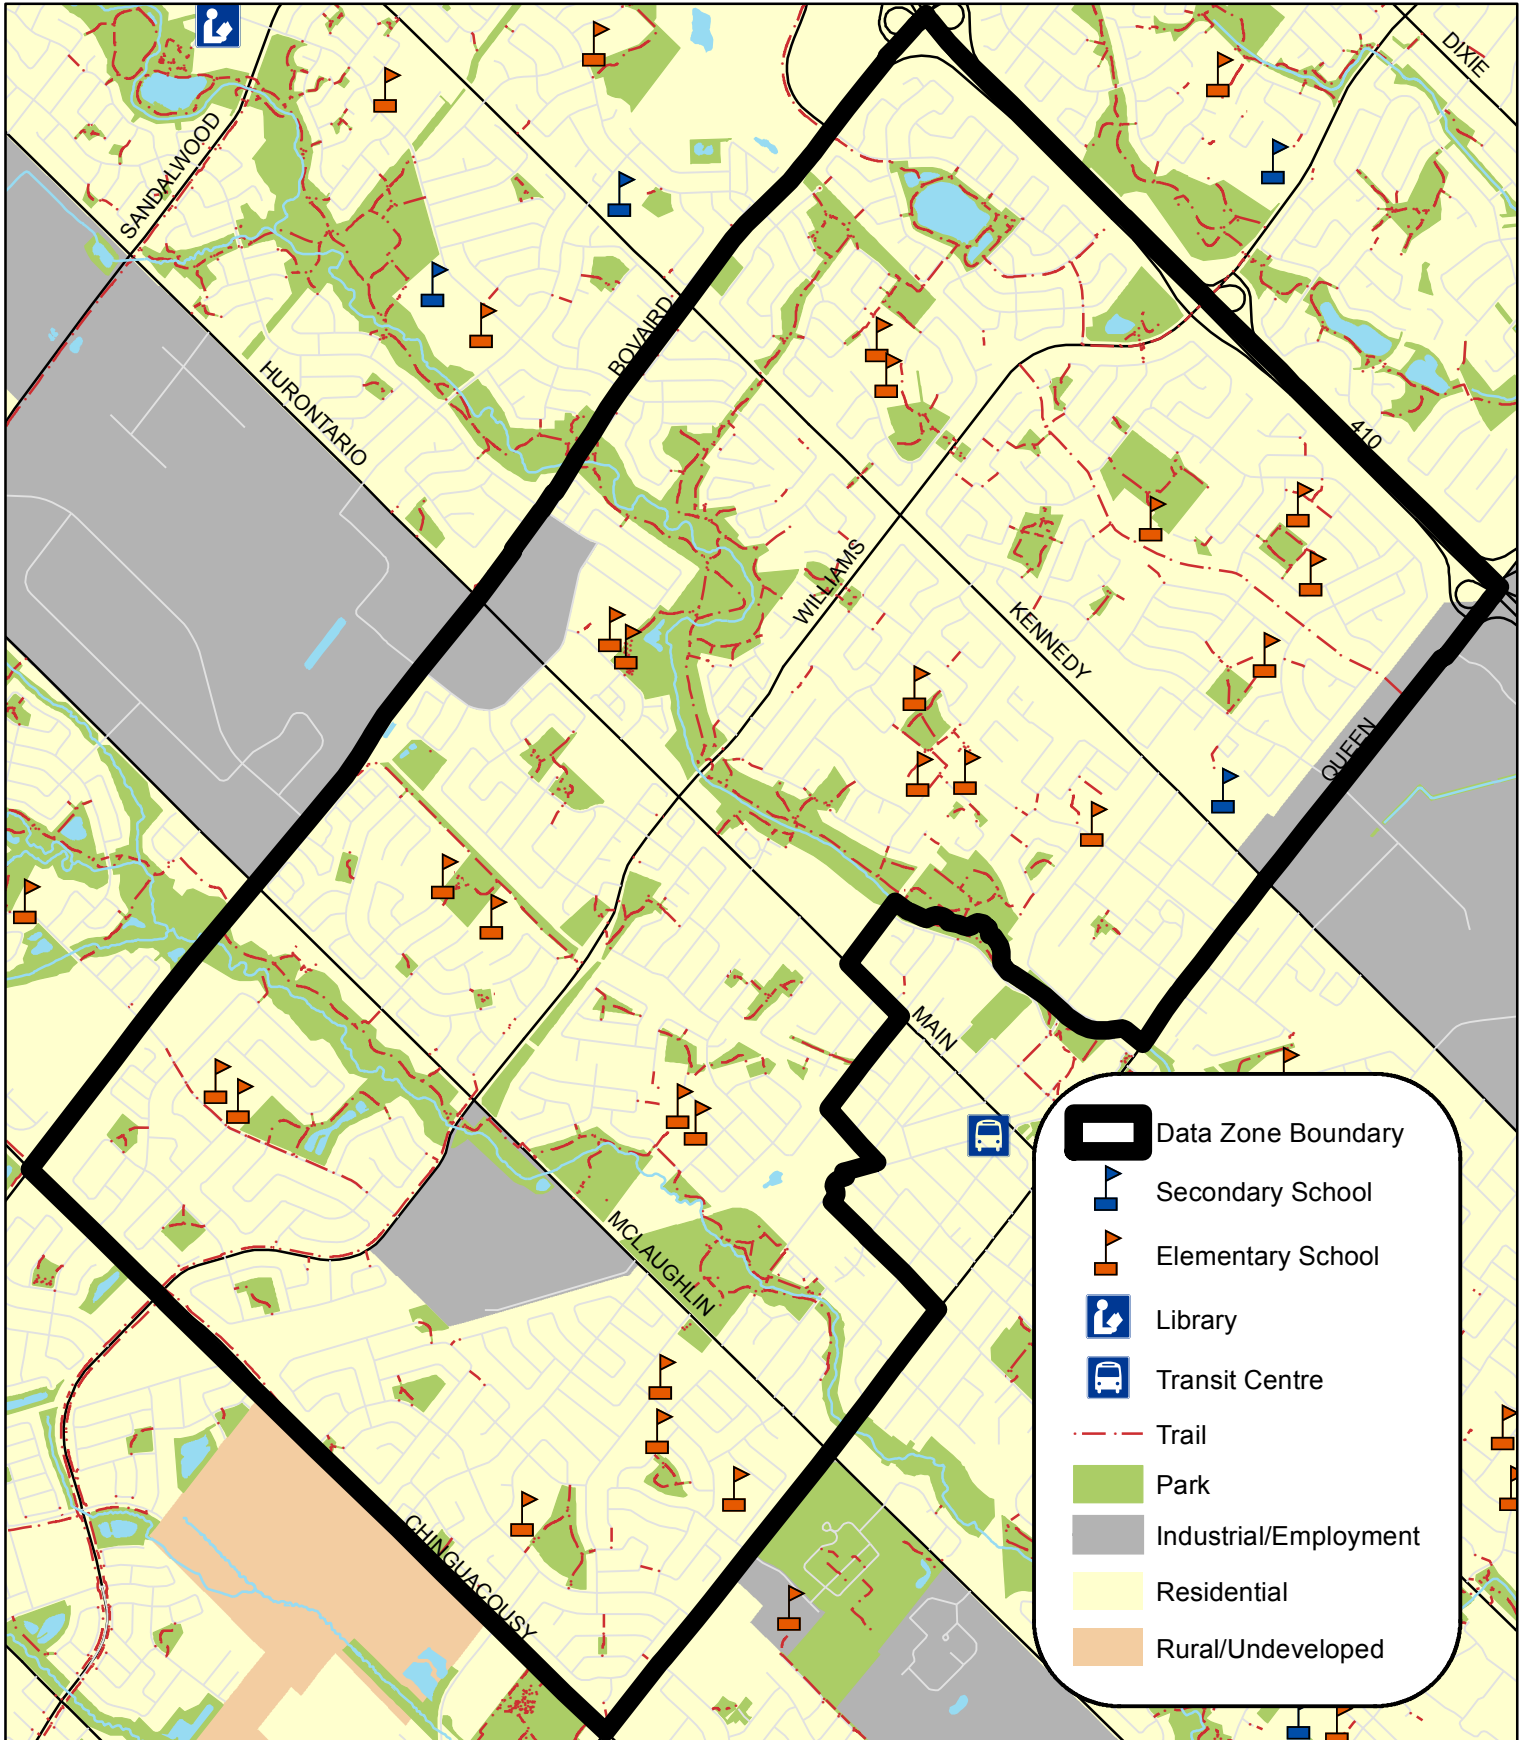 DIXIE
SANDALWOOD
BOVAIRD
HURONTARIO
410
WILLIAMS
KENNEDY
QUEEN
MAIN
MCLAUGHLIN
CHINGUACOUSY
Data Zone Boundary
Secondary School
Elementary School
Library
Transit Centre
Trail
Park
Industrial/Employment
Residential
Rural/Undeveloped